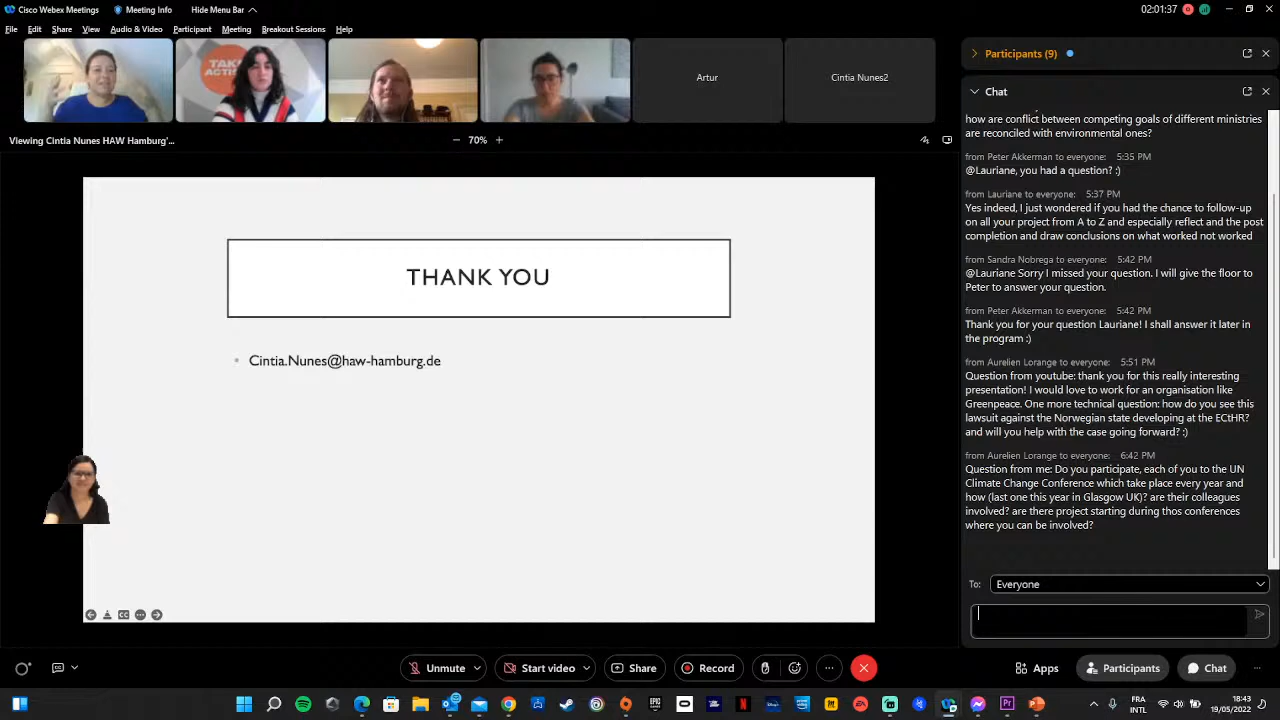 Cisco Webex Meetings
Meeting Info
Hide Menu Bar
02:01:37
File Edit Share View Audio & Video Participant Meeting Breakout Sessions Help
TAKE
ACTION
Artur
Cintia Nunes2
Participants (9)
Chat
Viewing Cintia Nunes HAW Hamburg'...
70%
THANK YOU
Cintia.Nunes@haw-hamburg.de
how are conflict between competing goals of different ministries
are reconciled with environmental ones?
from Peter Akkerman to everyone: 5:35 PM
@Lauriane, you had a question? :)
from Lauriane to everyone: 5:37 PM
Yes indeed, I just wondered if you had the chance to follow-up
on all your project from A to Z and especially reflect and the post
completion and draw conclusions on what worked and not worked
from Sandra Nobrega to everyone: 5:42 PM
@Lauriane Sorry I missed your question. I will give the floor to
Peter to answer your question.
from Peter Akkerman to everyone: 5:42 PM
Thank you for your question Lauriane! I shall answer it later in
the program :)
from Aurelien Lorange to everyone: 5:51 PM
Question from youtube: thank you for this really interesting
presentation! I would love to work for an organisation like
Greenpeace. One more technical question: how do you see this
lawsuit against the Norwegian state developing at the ECtHR?
and will you help with the case going forward? ;)
from Aurelien Lorange to everyone: 6:42 PM
Question from me: Do you participate, each of you to the UN
Climate Change Conference which take place every year and
how (last one this year in Glasgow UK)? are their colleagues
involved? are there project starting during thos conferences
where you can be involved?
To: Everyone
CC
Unmute
Start video
Share
Record
Apps
Participants
Chat
FRA
INTL
18:43
19/05/2022